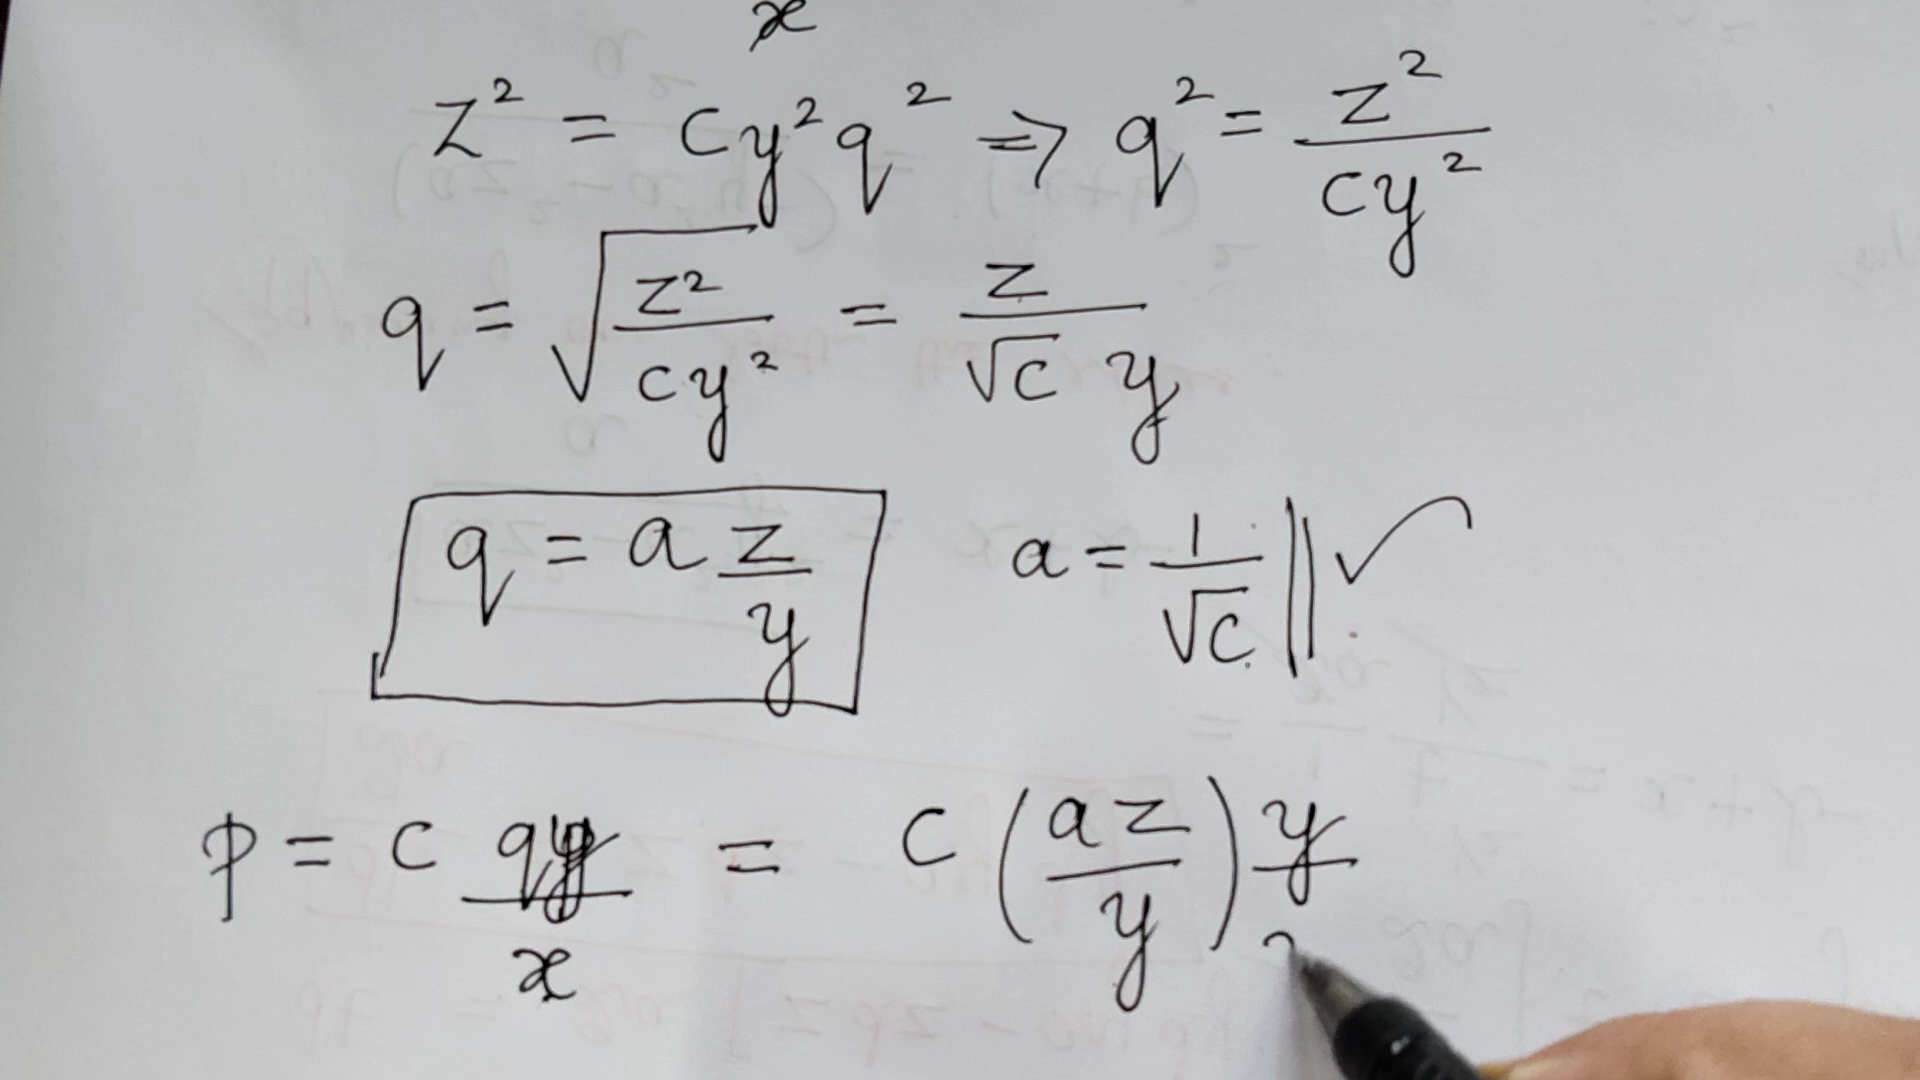 x
z² = cy²q² ⇒ q² = z²/cy²
q = √(z²/cy²) = z/(√c y)
q = a z/y    a = 1/√c || ✓
p = c qy/x = c (az/y) y/